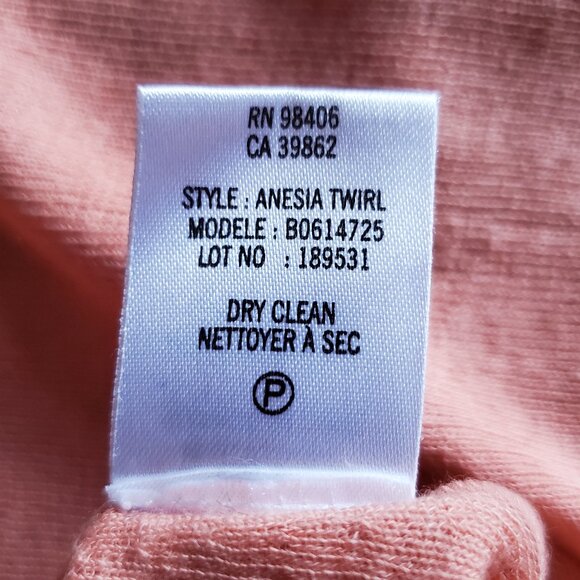 RN 98406
CA 39862
STYLE : ANESIA TWIRL
MODELE : B0614725
LOT NO : 189531
DRY CLEAN
NETTOYER À SEC
P